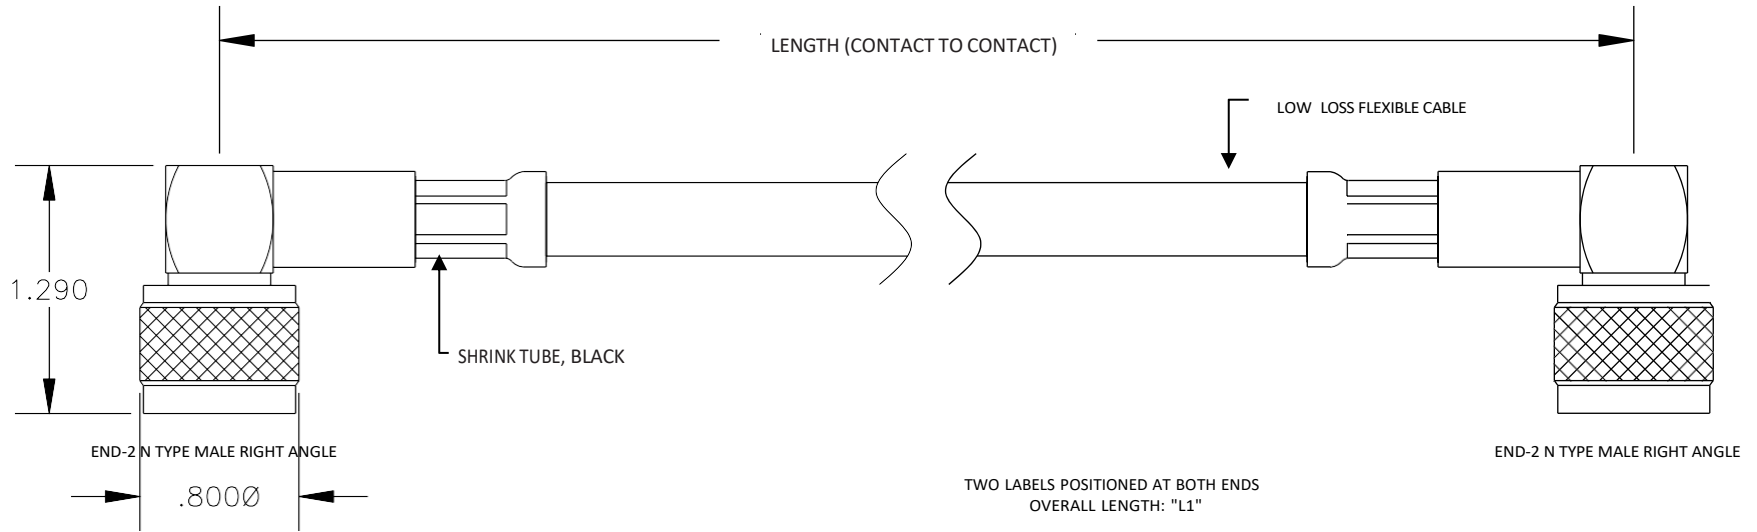 LENGTH (CONTACT TO CONTACT)
LOW LOSS FLEXIBLE CABLE
1.290
SHRINK TUBE, BLACK
END-2 N TYPE MALE RIGHT ANGLE
END-2 N TYPE MALE RIGHT ANGLE
.800Ø
TWO LABELS POSITIONED AT BOTH ENDS
OVERALL LENGTH: "L1"